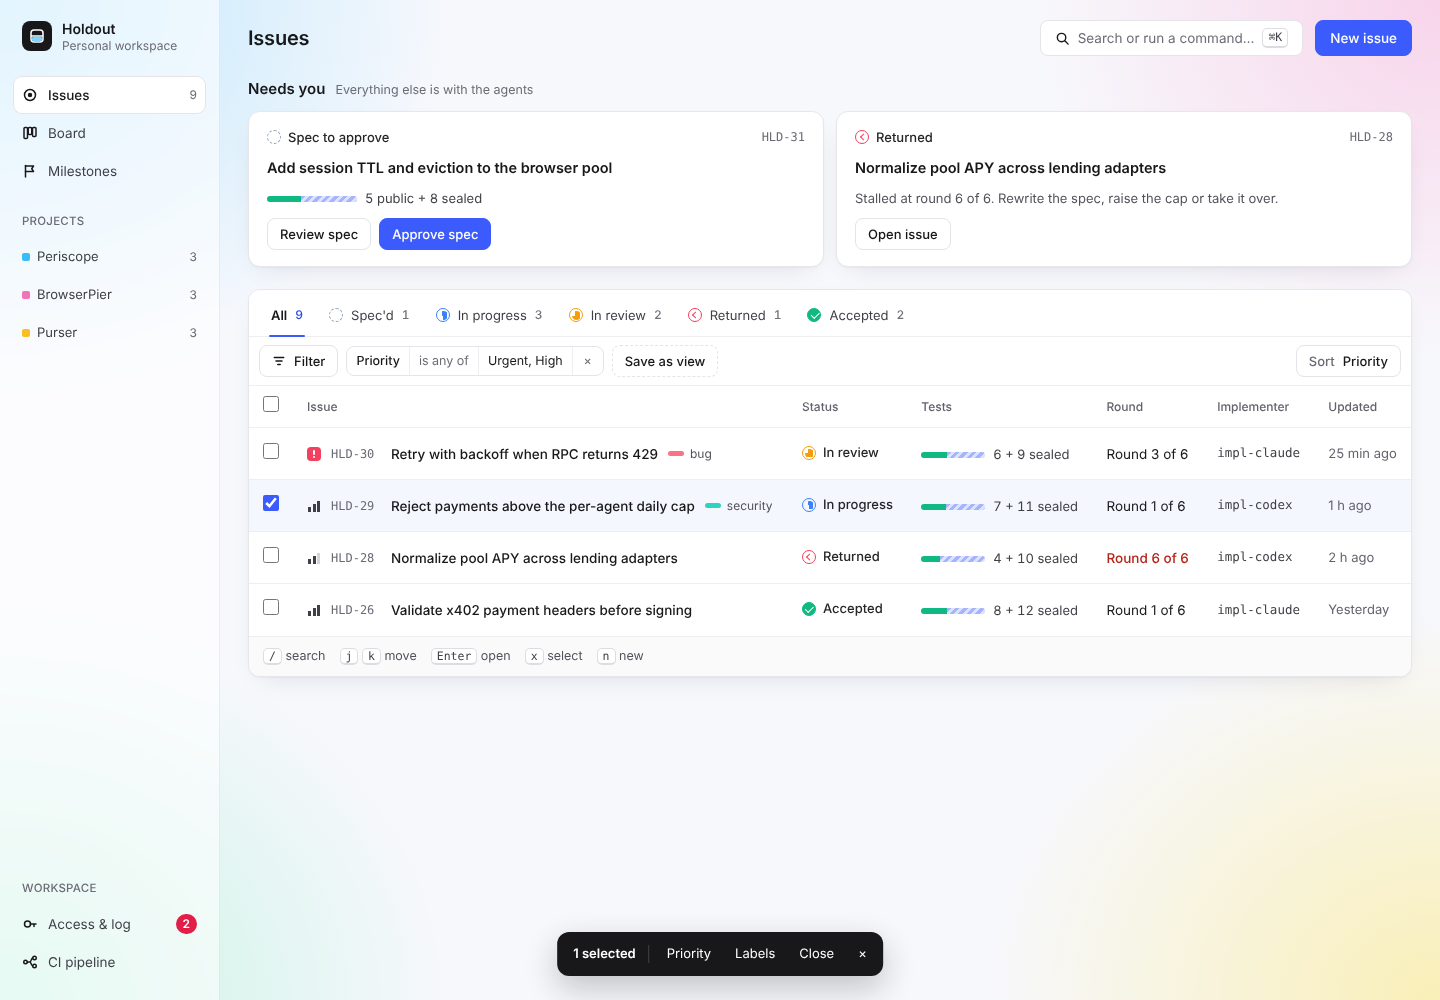 Holdout
Personal workspace
Issues 9
Board
Milestones
PROJECTS
Periscope 3
BrowserPier 3
Purser 3
WORKSPACE
Access & log 2
CI pipeline
Issues
Search or run a command... ⌘K
New issue
Needs you Everything else is with the agents
Spec to approve HLD-31
Add session TTL and eviction to the browser pool
5 public + 8 sealed
Review spec Approve spec
Returned HLD-28
Normalize pool APY across lending adapters
Stalled at round 6 of 6. Rewrite the spec, raise the cap or take it over.
Open issue
All 9 Spec'd 1 In progress 3 In review 2 Returned 1 Accepted 2
Filter Priority is any of Urgent, High × Save as view Sort Priority
Issue Status Tests Round Implementer Updated
HLD-30 Retry with backoff when RPC returns 429 bug In review 6 + 9 sealed Round 3 of 6 impl-claude 25 min ago
HLD-29 Reject payments above the per-agent daily cap security In progress 7 + 11 sealed Round 1 of 6 impl-codex 1 h ago
HLD-28 Normalize pool APY across lending adapters Returned 4 + 10 sealed Round 6 of 6 impl-codex 2 h ago
HLD-26 Validate x402 payment headers before signing Accepted 8 + 12 sealed Round 1 of 6 impl-claude Yesterday
/ search j k move Enter open x select n new
1 selected Priority Labels Close ×